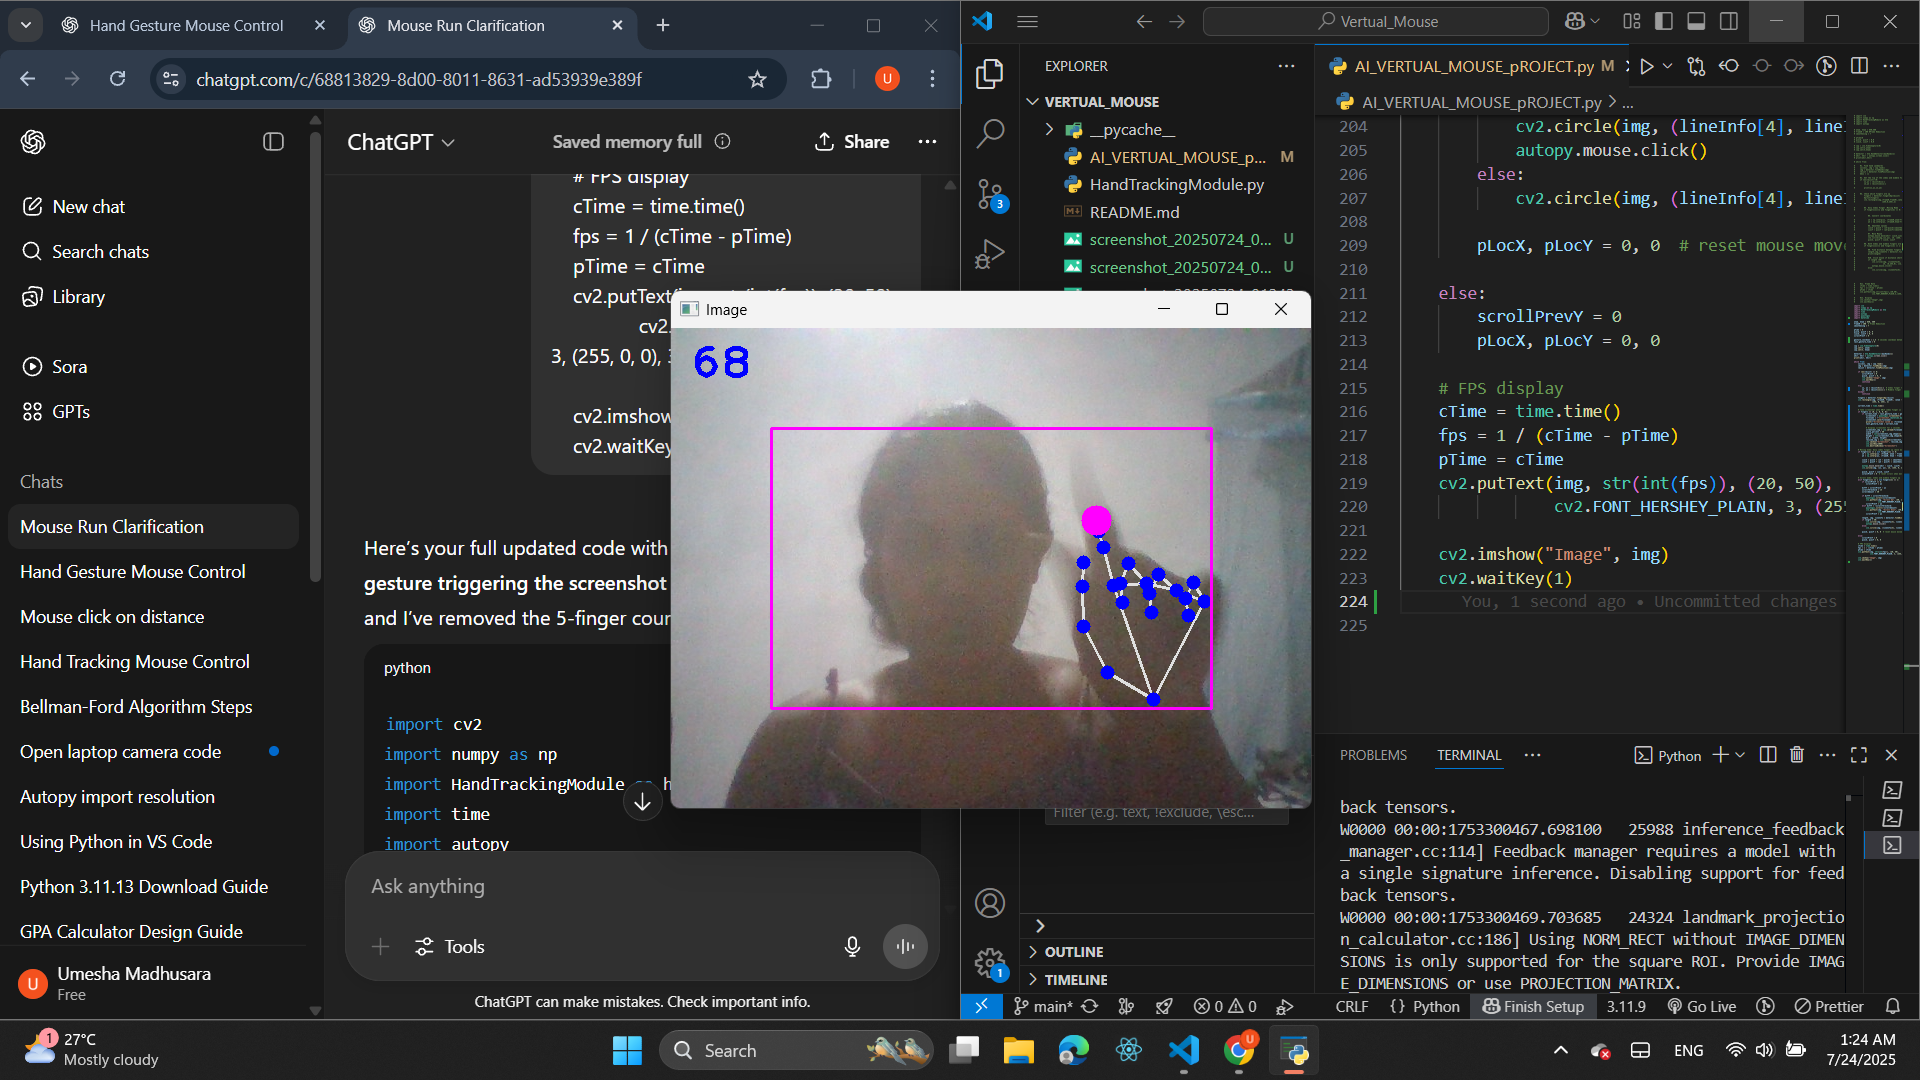 Hand Gesture Mouse Control
Mouse Run Clarification
chatgpt.com/c/68813829-8d00-8011-8631-ad53939e389f
U
ChatGPT
Saved memory full
Share
New chat
Search chats
Library
Sora
GPTs
Chats
Mouse Run Clarification
Hand Gesture Mouse Control
Mouse click on distance
Hand Tracking Mouse Control
Bellman-Ford Algorithm Steps
Open laptop camera code
Autopy import resolution
Using Python in VS Code
Python 3.11.13 Download Guide
GPA Calculator Design Guide
U
Umesha Madhusara
Free
# FPS display
cTime = time.time()
fps = 1 / (cTime - pTime)
pTime = cTime
cv2.
3, (255, 0, 0),
cv2.imshow
cv2.waitKey
Here's your full updated code with
gesture triggering the screenshot
and I've removed the 5-finger
python
import cv2
import numpy as np
import HandTrackingModule
import time
import autopy
Ask anything
Tools
ChatGPT can make mistakes. Check important info.
Image
68
Vertual_Mouse
EXPLORER
VERTUAL_MOUSE
__pycache__
AI_VERTUAL_MOUSE_p... M
HandTrackingModule.py
README.md
screenshot_20250724_0... U
screenshot_20250724_0... U
3
Filter (e.g. text, !exclude, \esc...
OUTLINE
TIMELINE
1
AI_VERTUAL_MOUSE_pROJECT.py M
AI_VERTUAL_MOUSE_pROJECT.py > ...
204 cv2.circle(img, (lineInfo[4], line
205 autopy.mouse.click()
206 else:
207 cv2.circle(img, (lineInfo[4], line
208
209 pLocX, pLocY = 0, 0 # reset mouse mov
210
211 else:
212 scrollPrevY = 0
213 pLocX, pLocY = 0, 0
214
215 # FPS display
216 cTime = time.time()
217 fps = 1 / (cTime - pTime)
218 pTime = cTime
219 cv2.putText(img, str(int(fps)), (20, 50),
220 cv2.FONT_HERSHEY_PLAIN, 3, (255
221
222 cv2.imshow("Image", img)
223 cv2.waitKey(1)
224 You, 1 second ago • Uncommitted changes
225
PROBLEMS TERMINAL
Python
back tensors.
W0000 00:00:1753300467.698100 25988 inference_feedback
_manager.cc:114] Feedback manager requires a model with
a single signature inference. Disabling support for feed
back tensors.
W0000 00:00:1753300469.703685 24324 landmark_projectio
n_calculator.cc:186] Using NORM_RECT without IMAGE_DIMEN
SIONS is only supported for the square ROI. Provide IMAG
E_DIMENSIONS or use PROJECTION_MATRIX.
main* 0 0 CRLF {} Python Finish Setup 3.11.9 Go Live Prettier
1
27°C
Mostly cloudy
Search
U
ENG
1:24 AM
7/24/2025